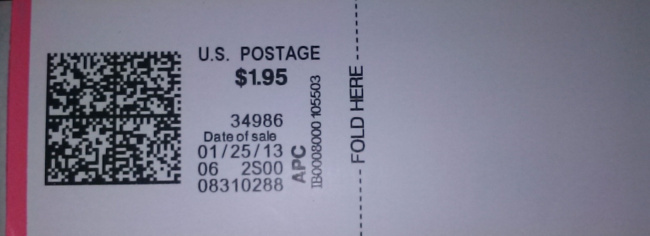 U.S. POSTAGE
$1.95
34986
Date of sale
01/25/13
06 2S00
08310288
APC
IB0008000 105503
FOLD HERE